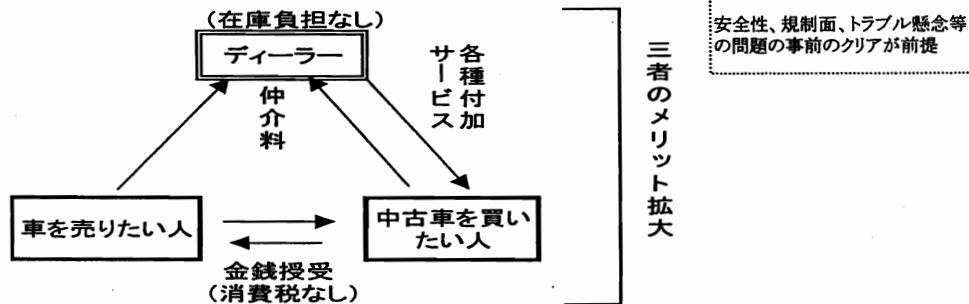 (在庫負担なし)
ディーラー
仲介料
各種付加
サービス
車を売りたい人
中古車を買い
たい人
金銭授受
(消費税なし)
三者のメリット拡大
安全性、規制面、トラブル懸念等
の問題の事前のクリアが前提